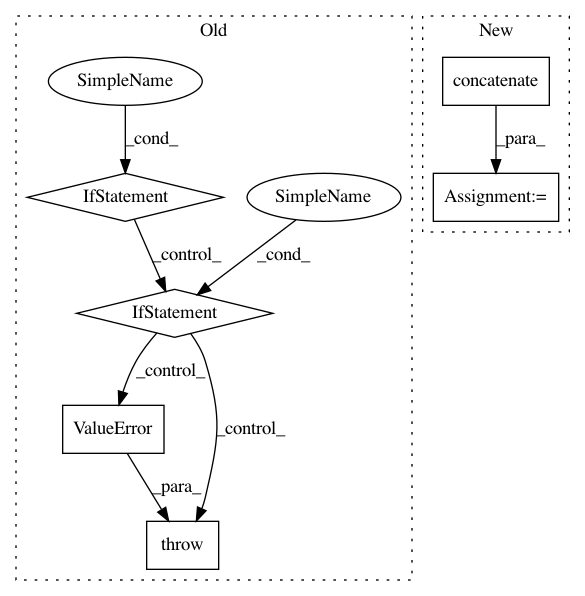 Old
New
SimpleName
concatenate
_cond_
_para_
IfStatement
SimpleName
Assignment:=
_control_
_cond_
IfStatement
_control_
ValueError
_control_
_para_
throw